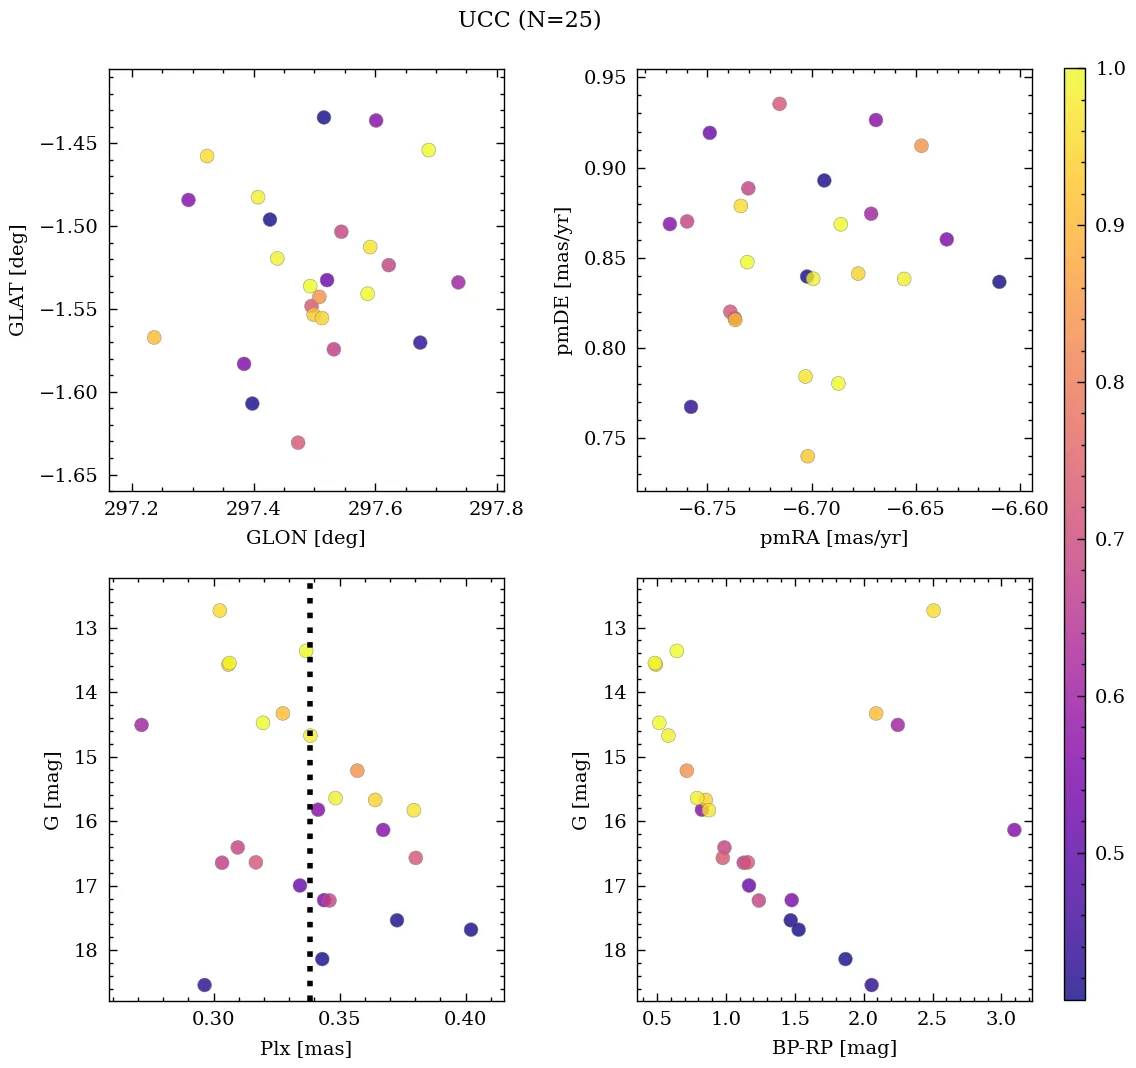 UCC (N=25)
−1.45
−1.50
−1.55
−1.60
−1.65
GLAT [deg]
297.2 297.4 297.6 297.8
GLON [deg]
0.95
0.90
0.85
0.80
0.75
pmDE [mas/yr]
−6.75 −6.70 −6.65 −6.60
pmRA [mas/yr]
13
14
15
16
17
18
G [mag]
0.30 0.35 0.40
Plx [mas]
13
14
15
16
17
18
G [mag]
0.5 1.0 1.5 2.0 2.5 3.0
BP-RP [mag]
1.0
0.9
0.8
0.7
0.6
0.5